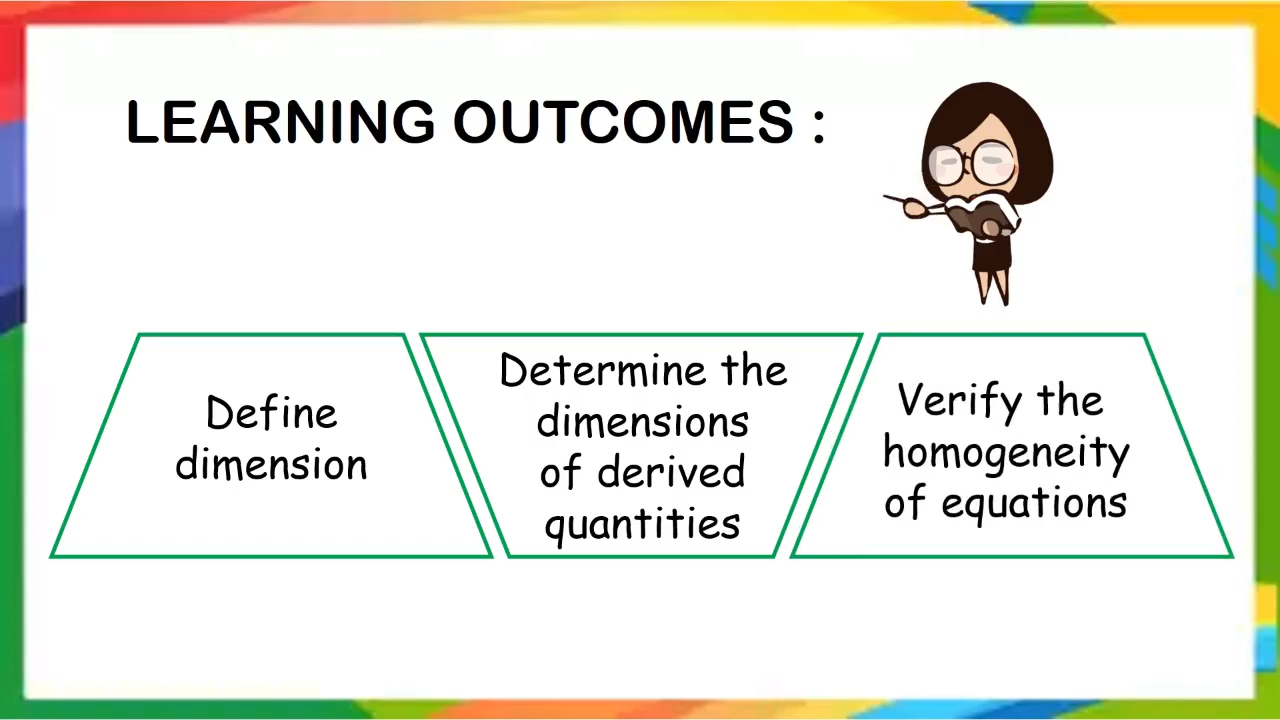 LEARNING OUTCOMES :
Define
dimension
Determine the
dimensions
of derived
quantities
Verify the
homogeneity
of equations